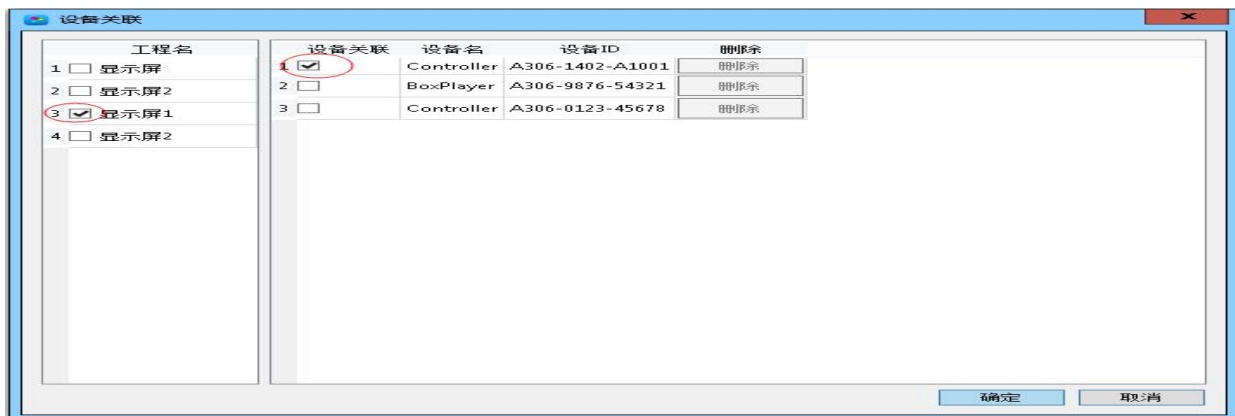 设备关联
工程名
1 显示屏
2 显示屏2
3 显示屏1
4 显示屏2
设备关联 设备名 设备ID 删除
1 Controller A306-1402-A1001 删除
2 BoxPlayer A306-9876-54321 删除
3 Controller A306-0123-45678 删除
确定 取消